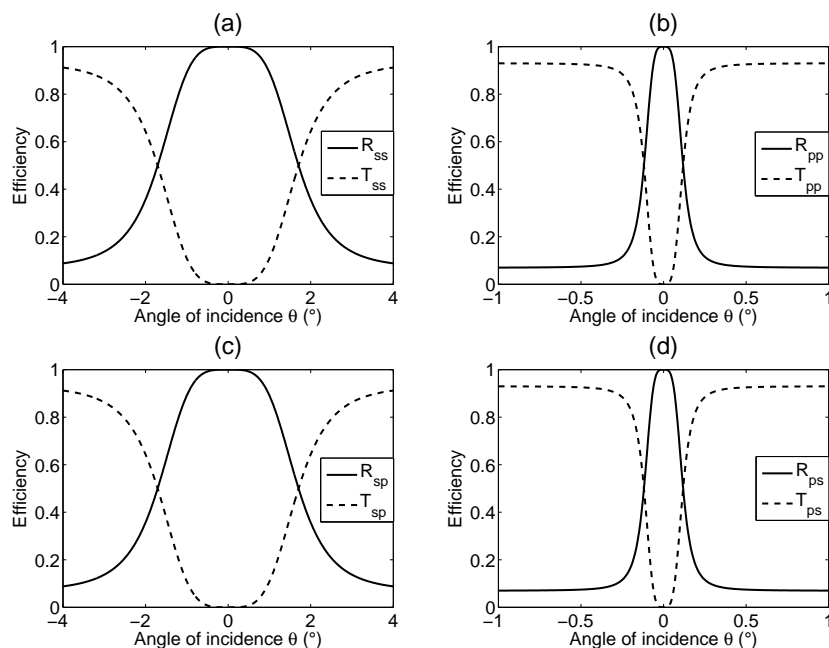 (a)
1
0.8
0.6
0.4
0.2
0
Efficiency
R_ss
T_ss
−4
−2
0
2
4
Angle of incidence θ (°)
(b)
1
0.8
0.6
0.4
0.2
0
Efficiency
R_pp
T_pp
−1
−0.5
0
0.5
1
Angle of incidence θ (°)
(c)
1
0.8
0.6
0.4
0.2
0
Efficiency
R_sp
T_sp
−4
−2
0
2
4
Angle of incidence θ (°)
(d)
1
0.8
0.6
0.4
0.2
0
Efficiency
R_ps
T_ps
−1
−0.5
0
0.5
1
Angle of incidence θ (°)